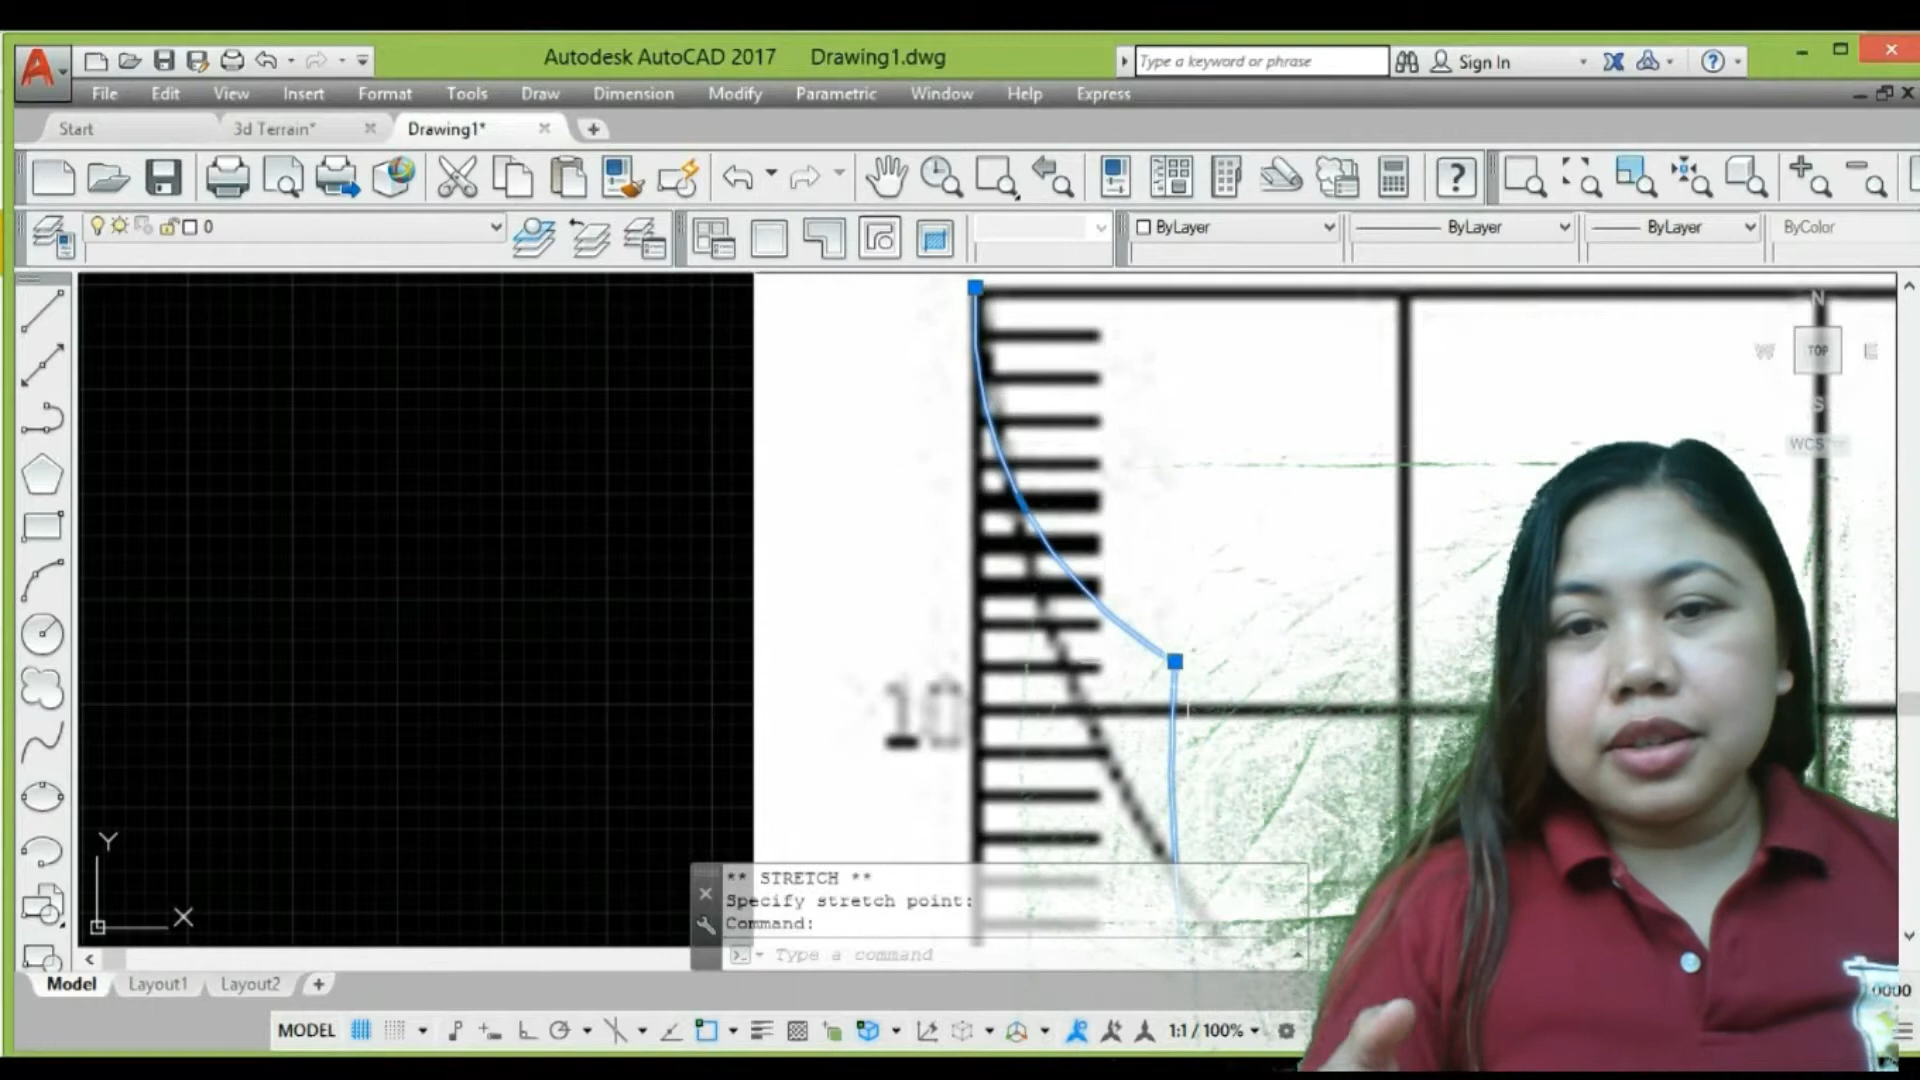 Autodesk AutoCAD 2017 Drawing1.dwg
Type a keyword or phrase
Sign In
File Edit View Insert Format Tools Draw Dimension Modify Parametric Window Help Express
Start
3d Terrain*
Drawing1*
0
ByLayer
ByLayer
ByLayer
ByColor
N
W
TOP
E
S
WCS
10
Y
X
** STRETCH **
Specify stretch point:
Command:
Type a command
Model Layout1 Layout2
0000
MODEL
1:1 / 100%